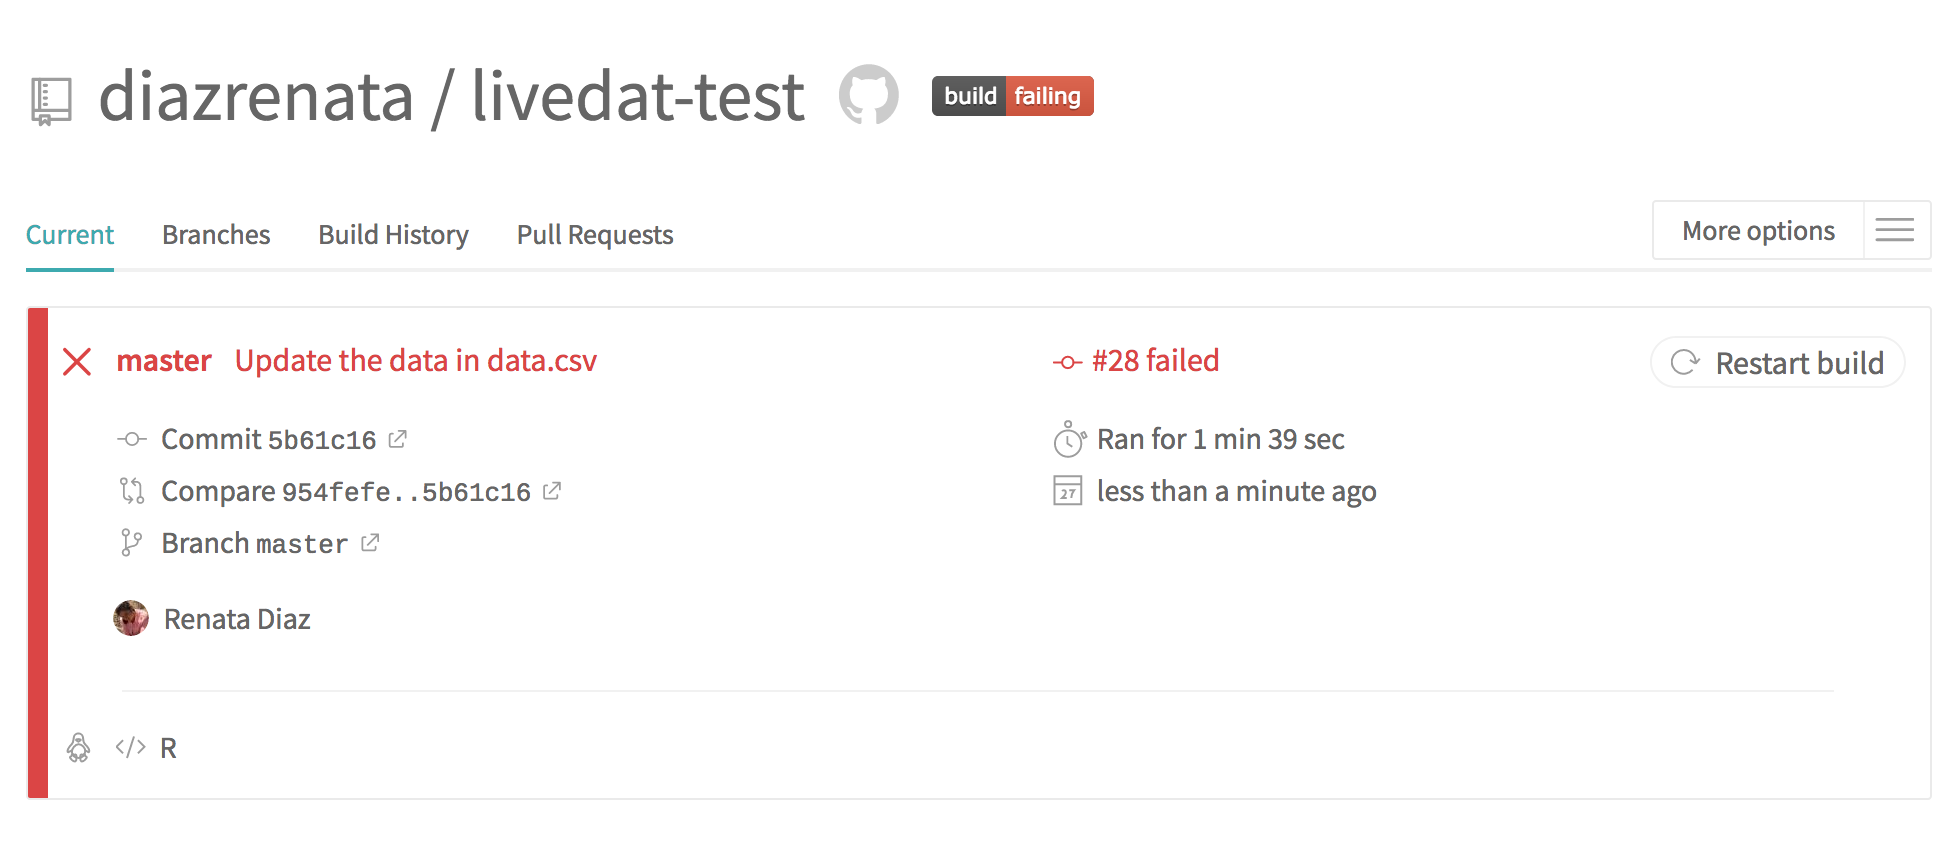 diazrenata / livedat-test build failing
Current Branches Build History Pull Requests More options
master Update the data in data.csv #28 failed Restart build
Commit 5b61c16 Ran for 1 min 39 sec
Compare 954fefe..5b61c16 27 less than a minute ago
Branch master
Renata Diaz
</> R